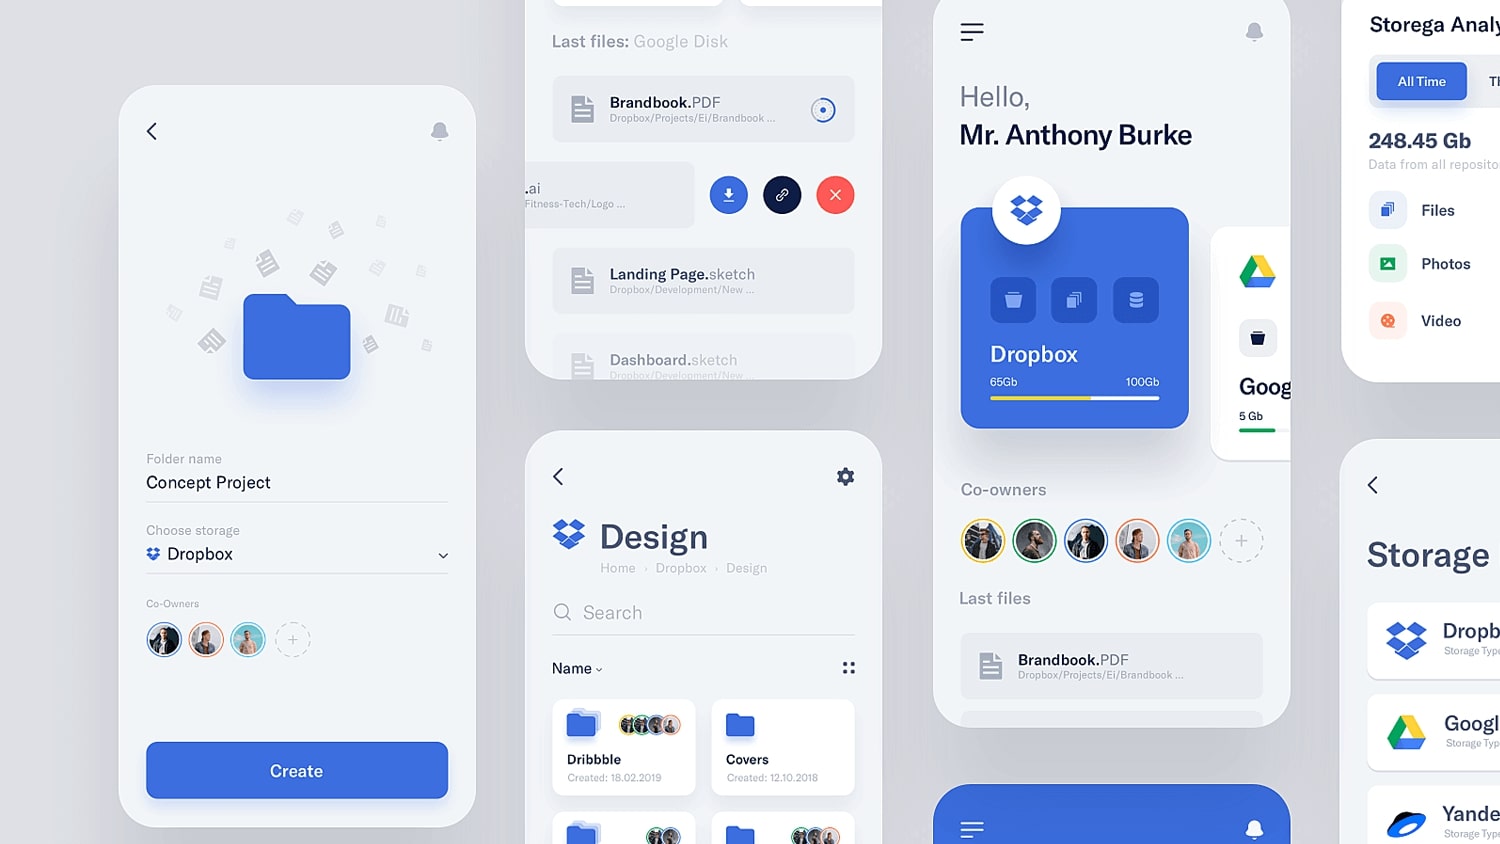 Folder name
Concept Project
Choose storage
Dropbox
Co-Owners
Create
Last files: Google Disk
Brandbook.PDF
Dropbox/Projects/Ei/Brandbook ...
.ai
Fitness-Tech/Logo ...
Landing Page.sketch
Dropbox/Development/New ...
Dashboard.sketch
Dropbox/Development/New ...
Design
Home › Dropbox › Design
Search
Name
Dribbble
Created: 18.02.2019
Covers
Created: 12.10.2018
Hello,
Mr. Anthony Burke
Dropbox
65Gb 100Gb
Goog
5 Gb
Co-owners
Last files
Brandbook.PDF
Dropbox/Projects/Ei/Brandbook ...
Storega Analy
All Time Th
248.45 Gb
Data from all reposito
Files
Photos
Video
Storage
Dropb
Storage Type
Googl
Storage Type
Yande
Storage Type